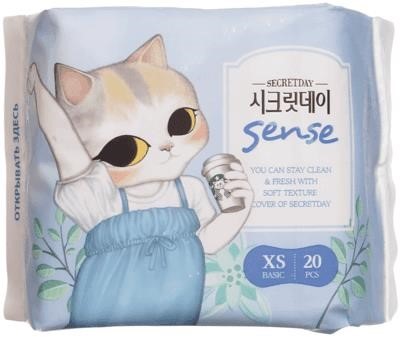 ОТКРЫВАТЬ ЗДЕСЬ
SECRETDAY
시크릿데이
sense
YOU CAN STAY CLEAN
& FRESH WITH
SOFT TEXTURE
COVER OF SECRETDAY
XS
BASIC
20
PCS